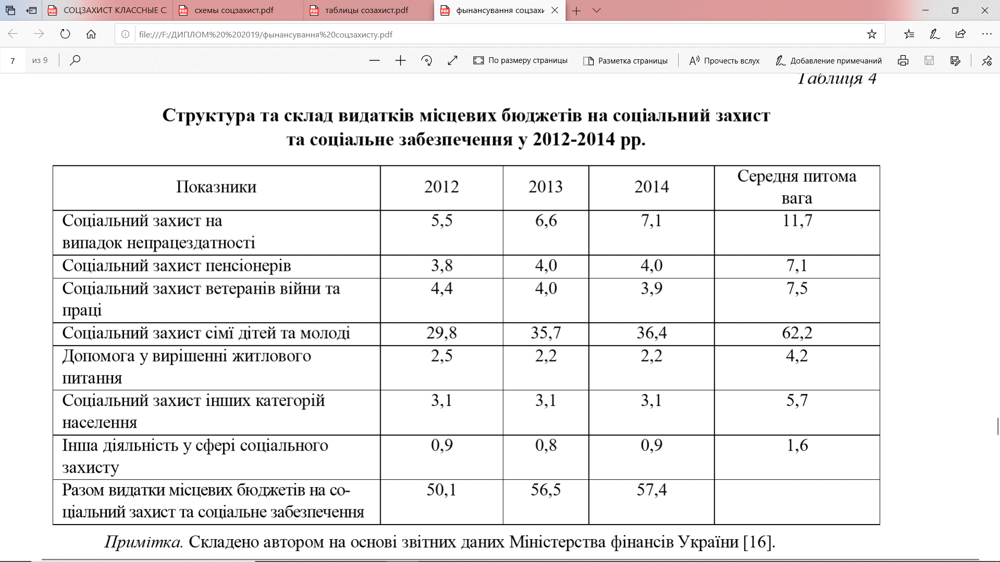 СОЦЗАХИСТ КЛАССНЫЕ С
схемы соцзахист.pdf
таблицы созахист.pdf
фынансування соцзахи
file:///F:/ДИПЛОМ%20%202019/фынансування%20соцзахисту.pdf
7 из 9
По размеру страницы
Разметка страницы
Прочесть вслух
Добавление примечаний
Таблиця 4
Структура та склад видатків місцевих бюджетів на соціальний захист
та соціальне забезпечення у 2012-2014 рр.
Показники 2012 2013 2014 Середня питома
вага
Соціальний захист на 5,5 6,6 7,1 11,7
випадок непрацездатності
Соціальний захист пенсіонерів 3,8 4,0 4,0 7,1
Соціальний захист ветеранів війни та 4,4 4,0 3,9 7,5
праці
Соціальний захист сімї дітей та молоді 29,8 35,7 36,4 62,2
Допомога у вирішенні житлового 2,5 2,2 2,2 4,2
питання
Соціальний захист інших категорій 3,1 3,1 3,1 5,7
населення
Інша діяльність у сфері соціального 0,9 0,8 0,9 1,6
захисту
Разом видатки місцевих бюджетів на со- 50,1 56,5 57,4
ціальний захист та соціальне забезпечення
Примітка. Складено автором на основі звітних даних Міністерства фінансів України [16].